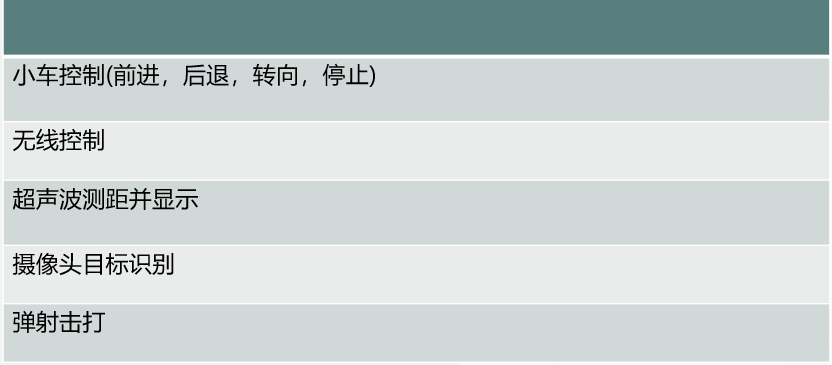 小车控制(前进，后退，转向，停止)
无线控制
超声波测距并显示
摄像头目标识别
弹射击打